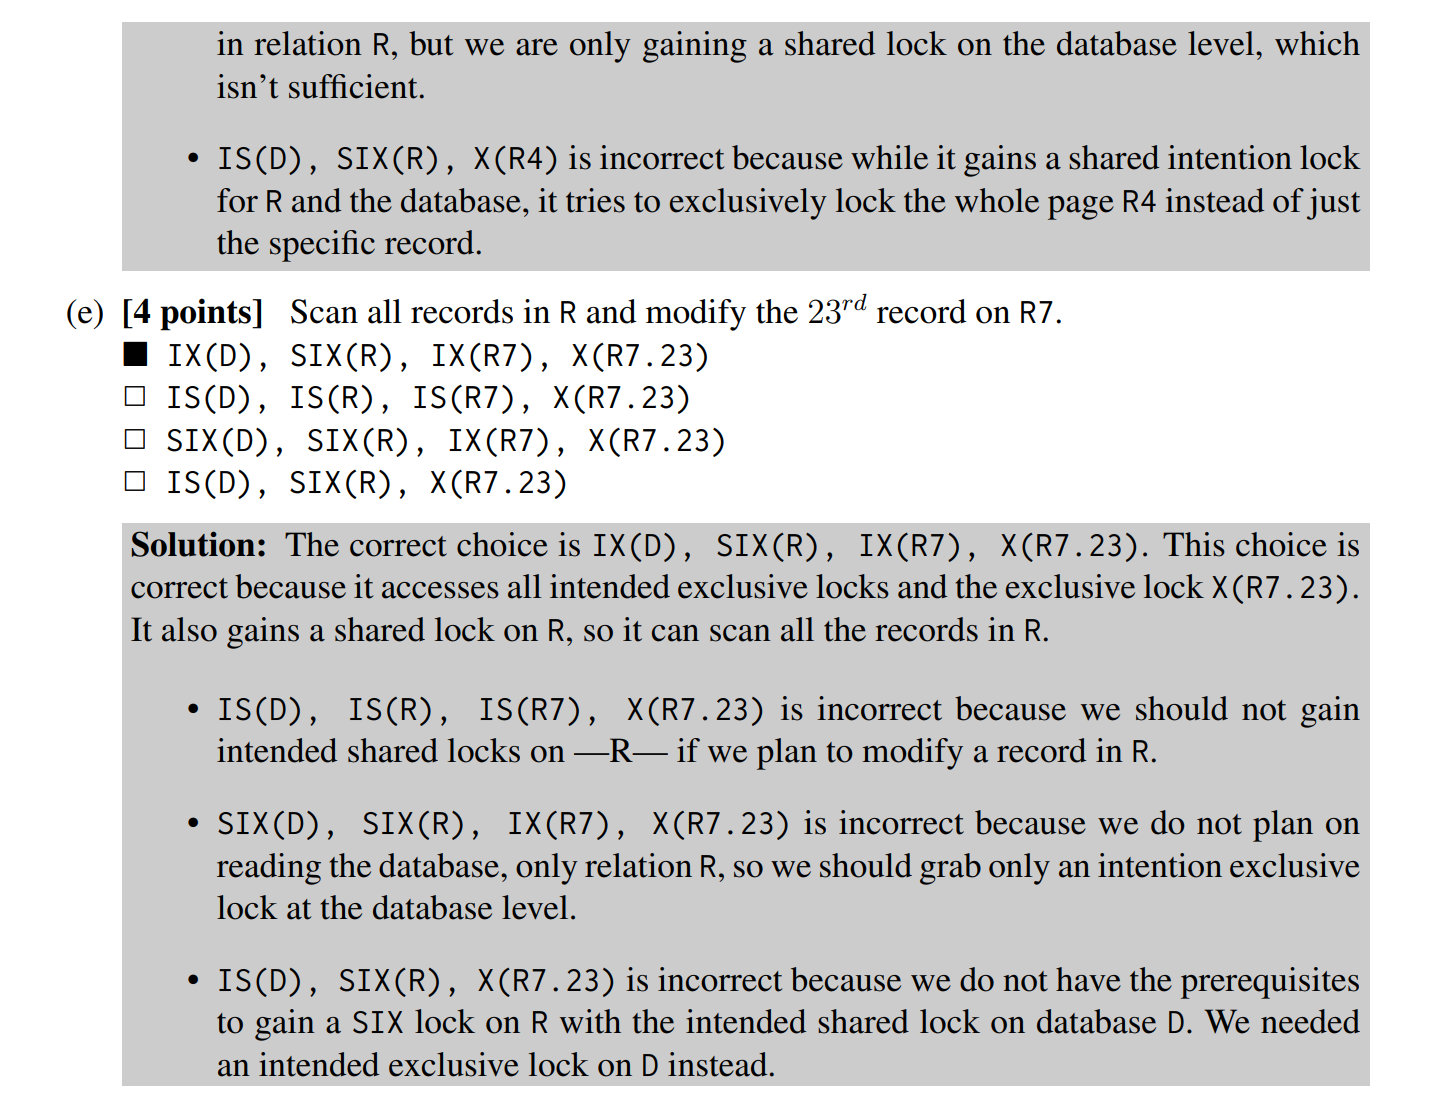 in relation R, but we are only gaining a shared lock on the database level, which
isn't sufficient.
• IS(D), SIX(R), X(R4) is incorrect because while it gains a shared intention lock
for R and the database, it tries to exclusively lock the whole page R4 instead of just
the specific record.
(e) [4 points] Scan all records in R and modify the 23rd record on R7.
■ IX(D), SIX(R), IX(R7), X(R7.23)
□ IS(D), IS(R), IS(R7), X(R7.23)
□ SIX(D), SIX(R), IX(R7), X(R7.23)
□ IS(D), SIX(R), X(R7.23)
Solution: The correct choice is IX(D), SIX(R), IX(R7), X(R7.23). This choice is
correct because it accesses all intended exclusive locks and the exclusive lock X(R7.23).
It also gains a shared lock on R, so it can scan all the records in R.
• IS(D), IS(R), IS(R7), X(R7.23) is incorrect because we should not gain
intended shared locks on —R— if we plan to modify a record in R.
• SIX(D), SIX(R), IX(R7), X(R7.23) is incorrect because we do not plan on
reading the database, only relation R, so we should grab only an intention exclusive
lock at the database level.
• IS(D), SIX(R), X(R7.23) is incorrect because we do not have the prerequisites
to gain a SIX lock on R with the intended shared lock on database D. We needed
an intended exclusive lock on D instead.